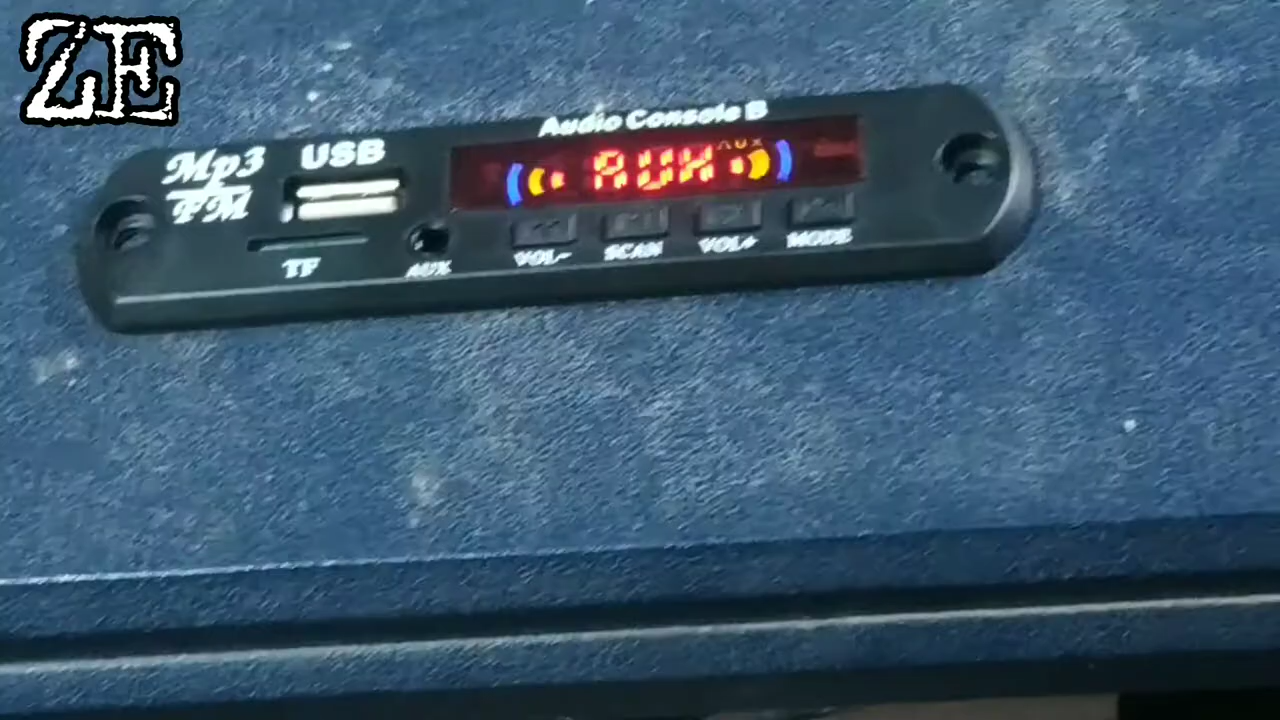 ZE
Audio Console B
Mp3
FM
USB
AUX
AUX
TF
AUX
VOL-
SCAN
VOL+
MODE